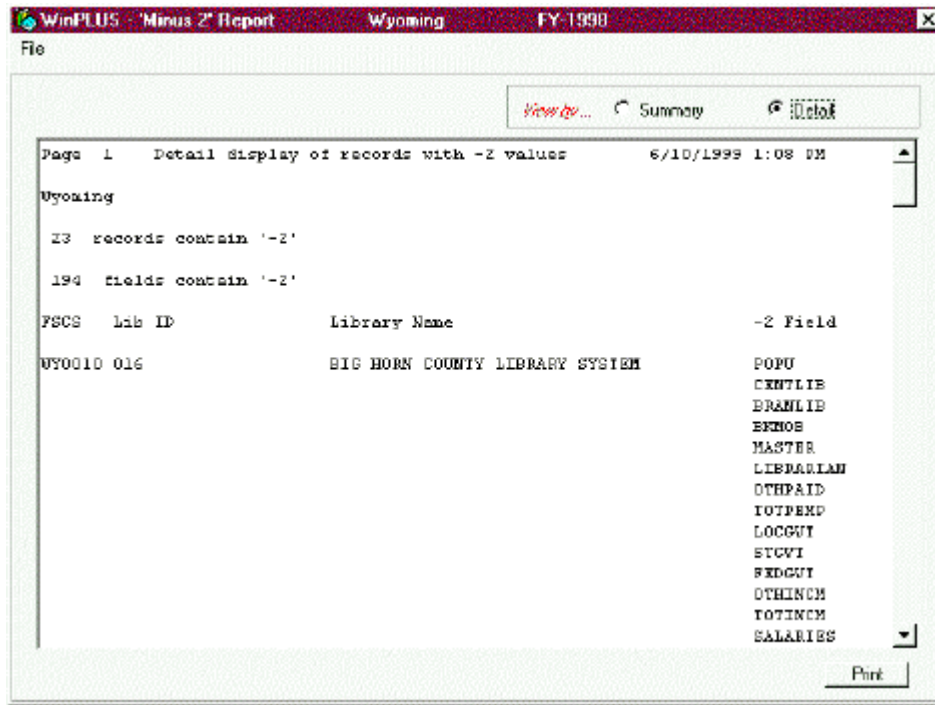 WinPLUS - 'Minus 2' Report Wyoming FY-1998
File
View by... Summary Detail
Page 1 Detail display of records with -2 values 6/10/1999 1:08 PM
Wyoming
23 records contain '-2'
194 fields contain '-2'
FSCS Lib ID Library Name -2 Field
WY0010 016 BIG HORN COUNTY LIBRARY SYSTEM POPU
CENTLIB
BRANLIB
BKMOB
MASTER
LIBRARIAN
OTHPAID
TOTPEMP
LOCGVT
STGVT
FEDGVT
OTHINCM
TOTINCM
SALARIES
Print